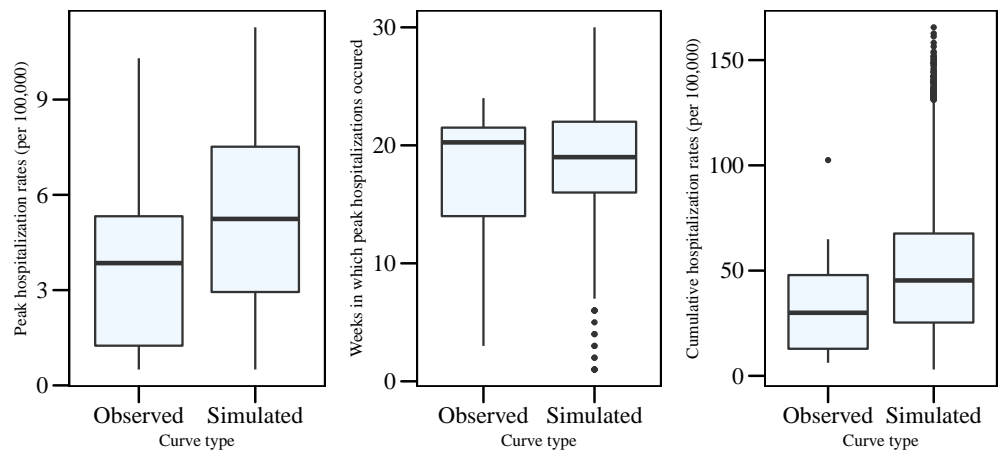 Peak hospitalization rates (per 100,000)
9
6
3
0
Observed Simulated
Curve type
Weeks in which peak hospitalizations occured
30
20
10
0
Observed Simulated
Curve type
Cumulative hospitalization rates (per 100,000)
150
100
50
0
Observed Simulated
Curve type